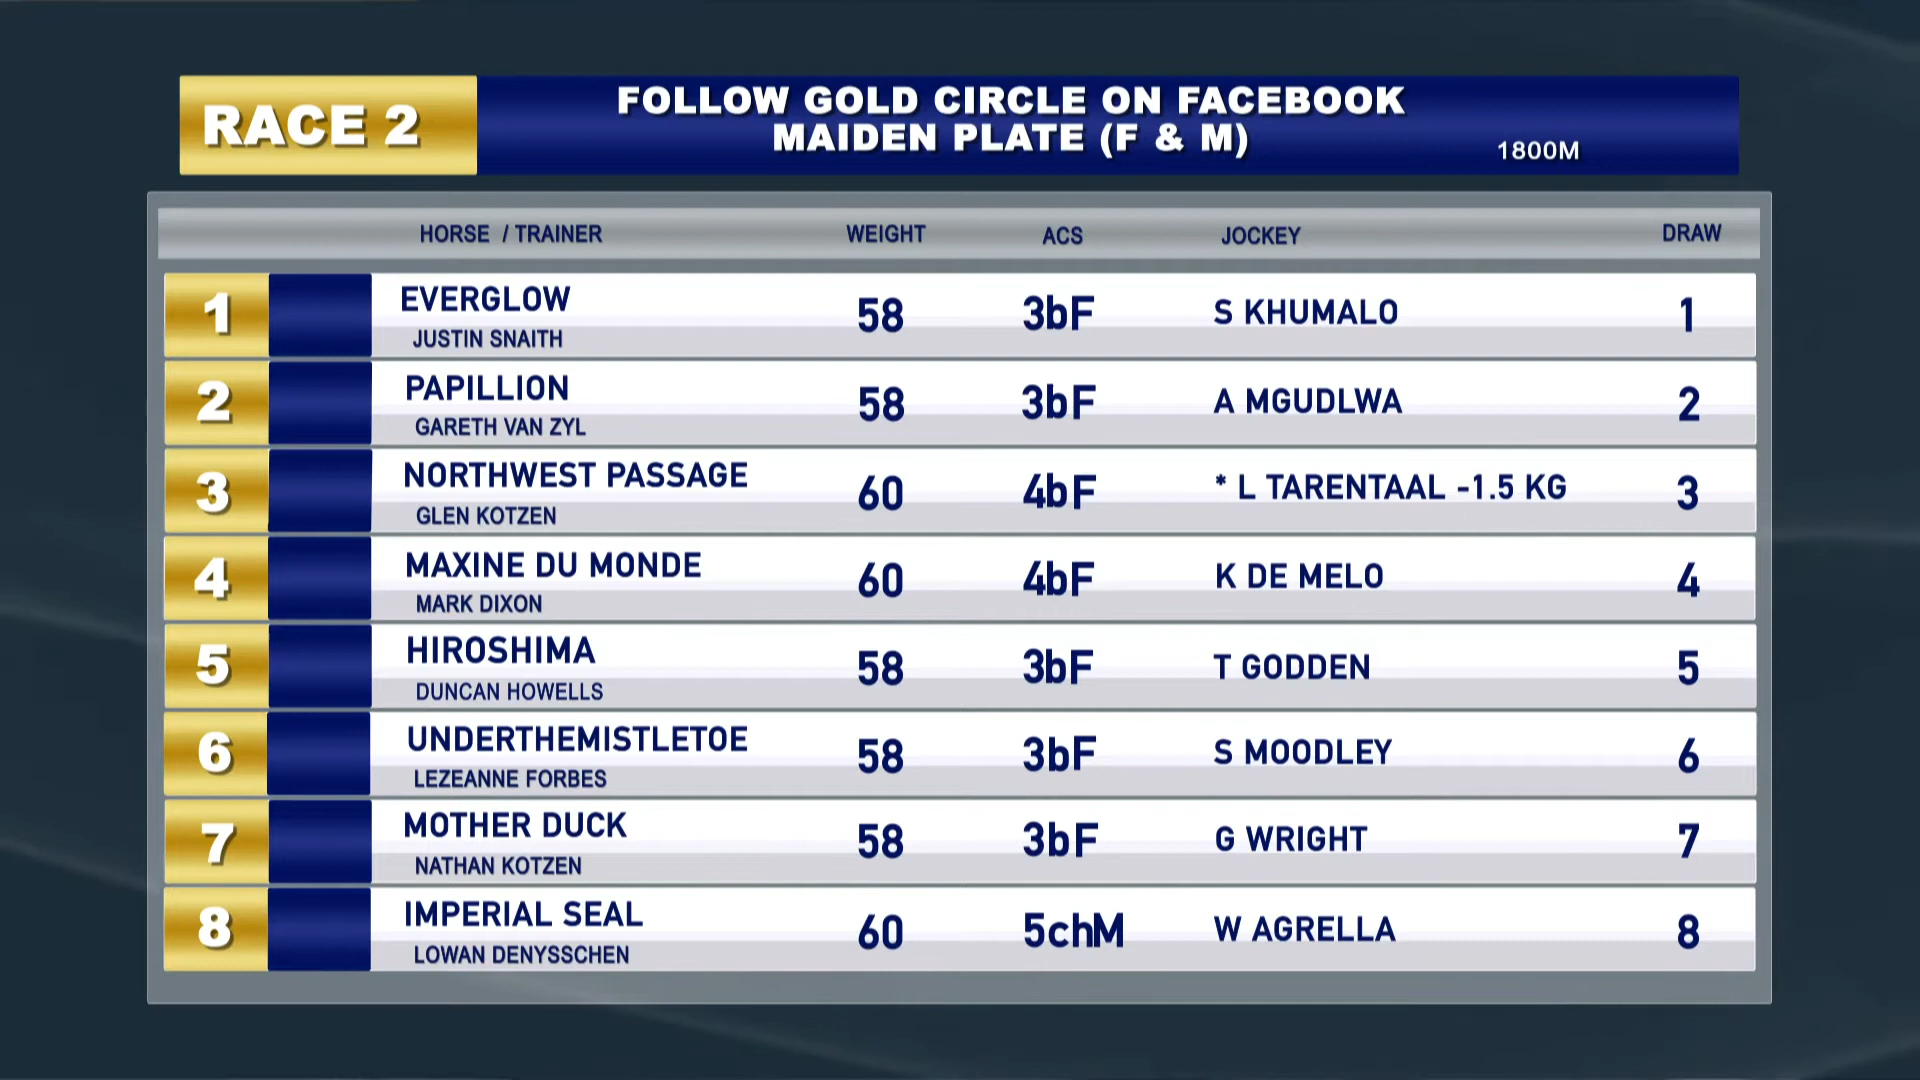 RACE 2
FOLLOW GOLD CIRCLE ON FACEBOOK
MAIDEN PLATE (F & M)
1800M
HORSE / TRAINER WEIGHT ACS JOCKEY DRAW
1 EVERGLOW 58 3bF S KHUMALO 1
JUSTIN SNAITH
2 PAPILLION 58 3bF A MGUDLWA 2
GARETH VAN ZYL
3 NORTHWEST PASSAGE 60 4bF * L TARENTAAL -1.5 KG 3
GLEN KOTZEN
4 MAXINE DU MONDE 60 4bF K DE MELO 4
MARK DIXON
5 HIROSHIMA 58 3bF T GODDEN 5
DUNCAN HOWELLS
6 UNDERTHEMISTLETOE 58 3bF S MOODLEY 6
LEZEANNE FORBES
7 MOTHER DUCK 58 3bF G WRIGHT 7
NATHAN KOTZEN
8 IMPERIAL SEAL 60 5chM W AGRELLA 8
LOWAN DENYSSCHEN